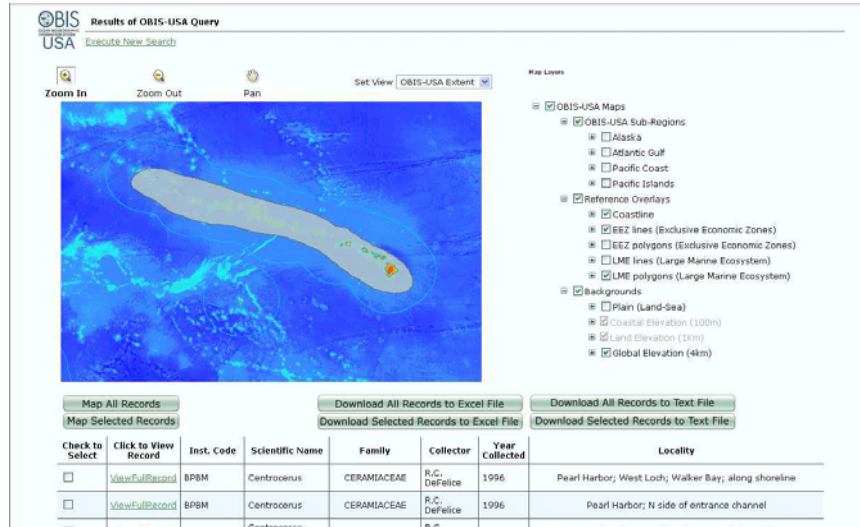 OBIS
USA
Results of OBIS-USA Query
Execute New Search
Zoom In
Zoom Out
Pan
Set View OBIS-USA Extent
Map Layers
OBIS-USA Maps
OBIS-USA Sub-Regions
Alaska
Atlantic Gulf
Pacific Coast
Pacific Islands
Reference Overlays
Coastline
EEZ lines (Exclusive Economic Zones)
EEZ polygons (Exclusive Economic Zones)
LME lines (Large Marine Ecosystem)
LME polygons (Large Marine Ecosystem)
Backgrounds
Plain (Land-Sea)
Coastal Elevation (100m)
Land Elevation (1Km)
Global Elevation (4km)
Map All Records Download All Records to Excel File Download All Records to Text File
Map Selected Records Download Selected Records to Excel File Download Selected Records to Text File
Check to Select Click to View Record Inst. Code Scientific Name Family Collector Year Collected Locality
ViewFullRecord BPBM Centrocerus CERAMIACEAE R.C. DeFelice 1996 Pearl Harbor; West Loch; Walker Bay; along shoreline
ViewFullRecord BPBM Centrocerus CERAMIACEAE R.C. DeFelice 1996 Pearl Harbor; N side of entrance channel